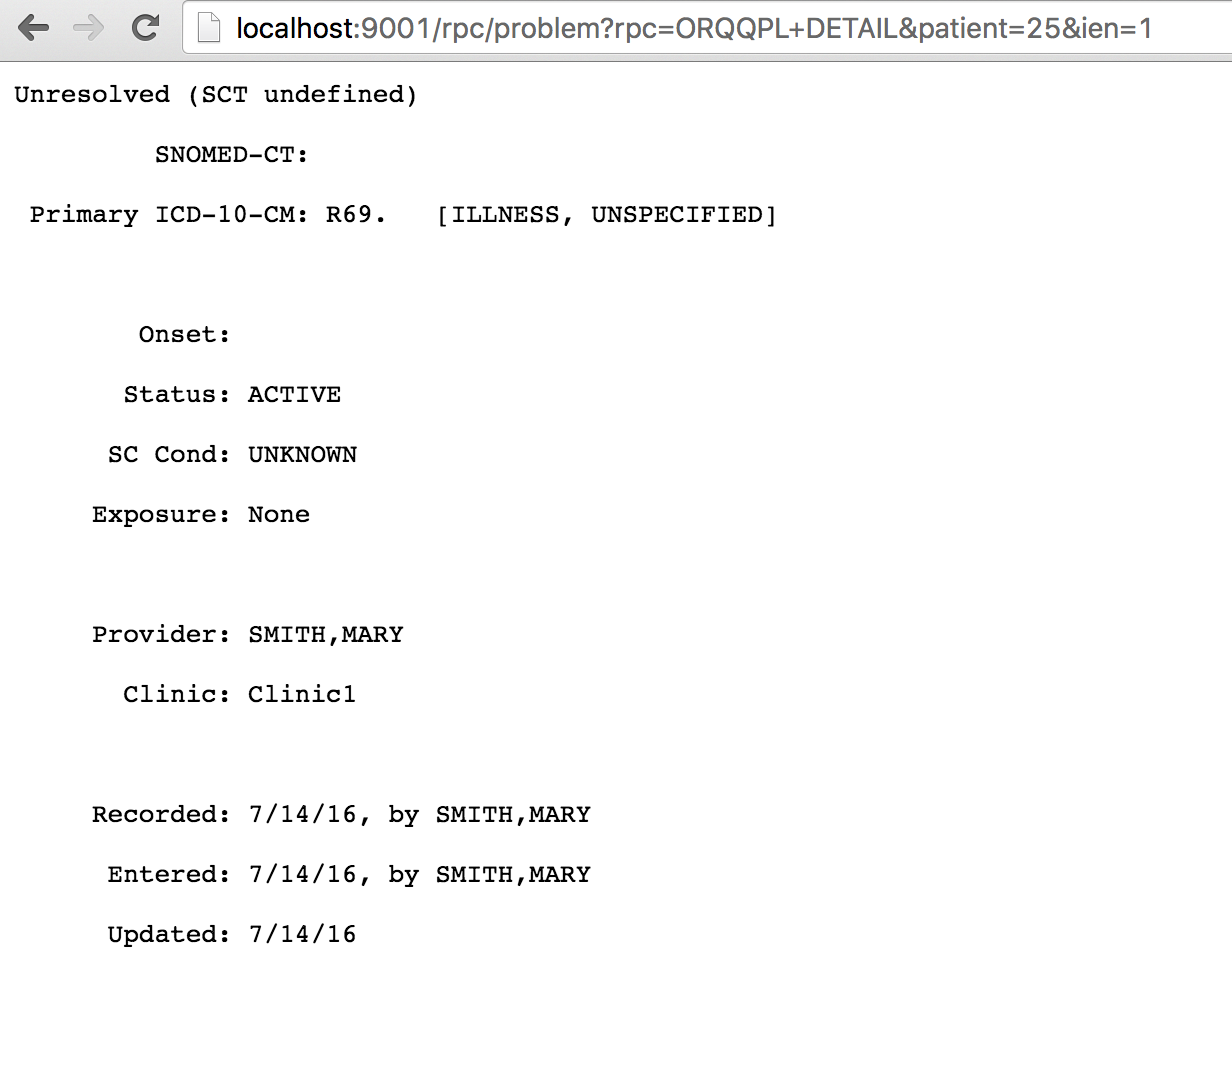 localhost:9001/rpc/problem?rpc=ORQQPL+DETAIL&patient=25&ien=1
Unresolved (SCT undefined)
SNOMED-CT:
Primary ICD-10-CM: R69. [ILLNESS, UNSPECIFIED]
Onset:
Status: ACTIVE
SC Cond: UNKNOWN
Exposure: None
Provider: SMITH,MARY
Clinic: Clinic1
Recorded: 7/14/16, by SMITH,MARY
Entered: 7/14/16, by SMITH,MARY
Updated: 7/14/16